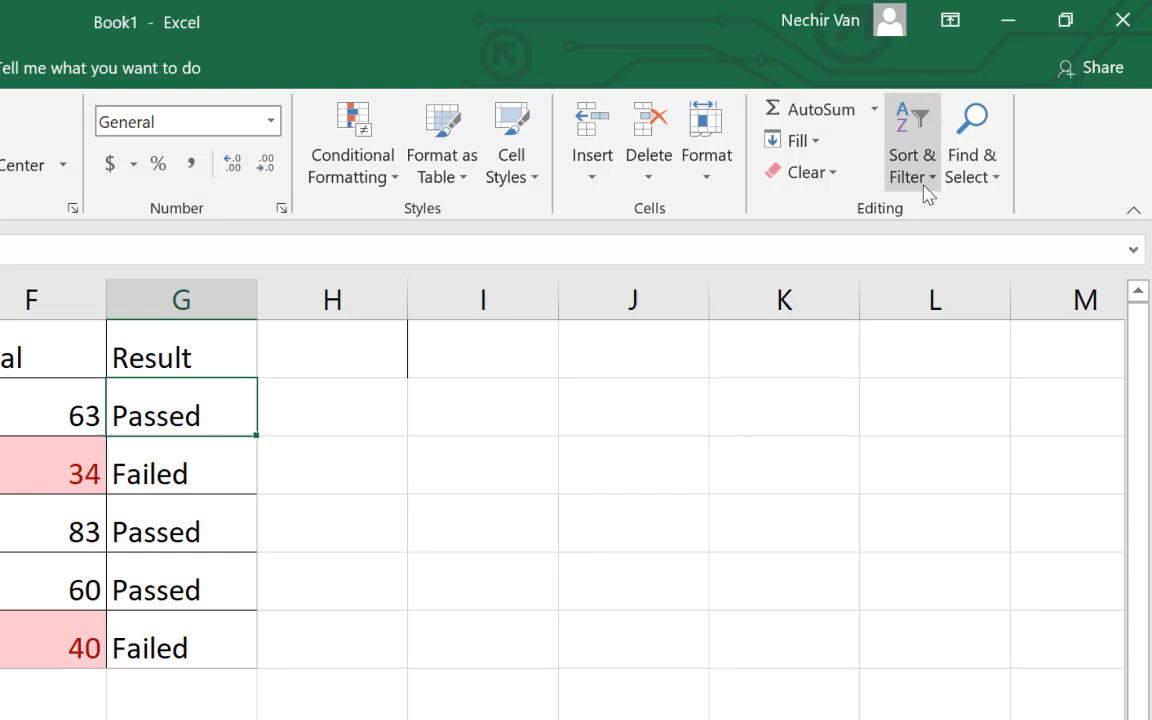 Book1 - Excel
Nechir Van
Tell me what you want to do
Share
Center
General
$ % ,
Number
Conditional
Formatting
Format as
Table
Cell
Styles
Styles
Insert
Delete
Format
Cells
Σ AutoSum
Fill
Clear
Sort &
Filter
Find &
Select
Editing
F G H I J K L M
al Result
63 Passed
34 Failed
83 Passed
60 Passed
40 Failed